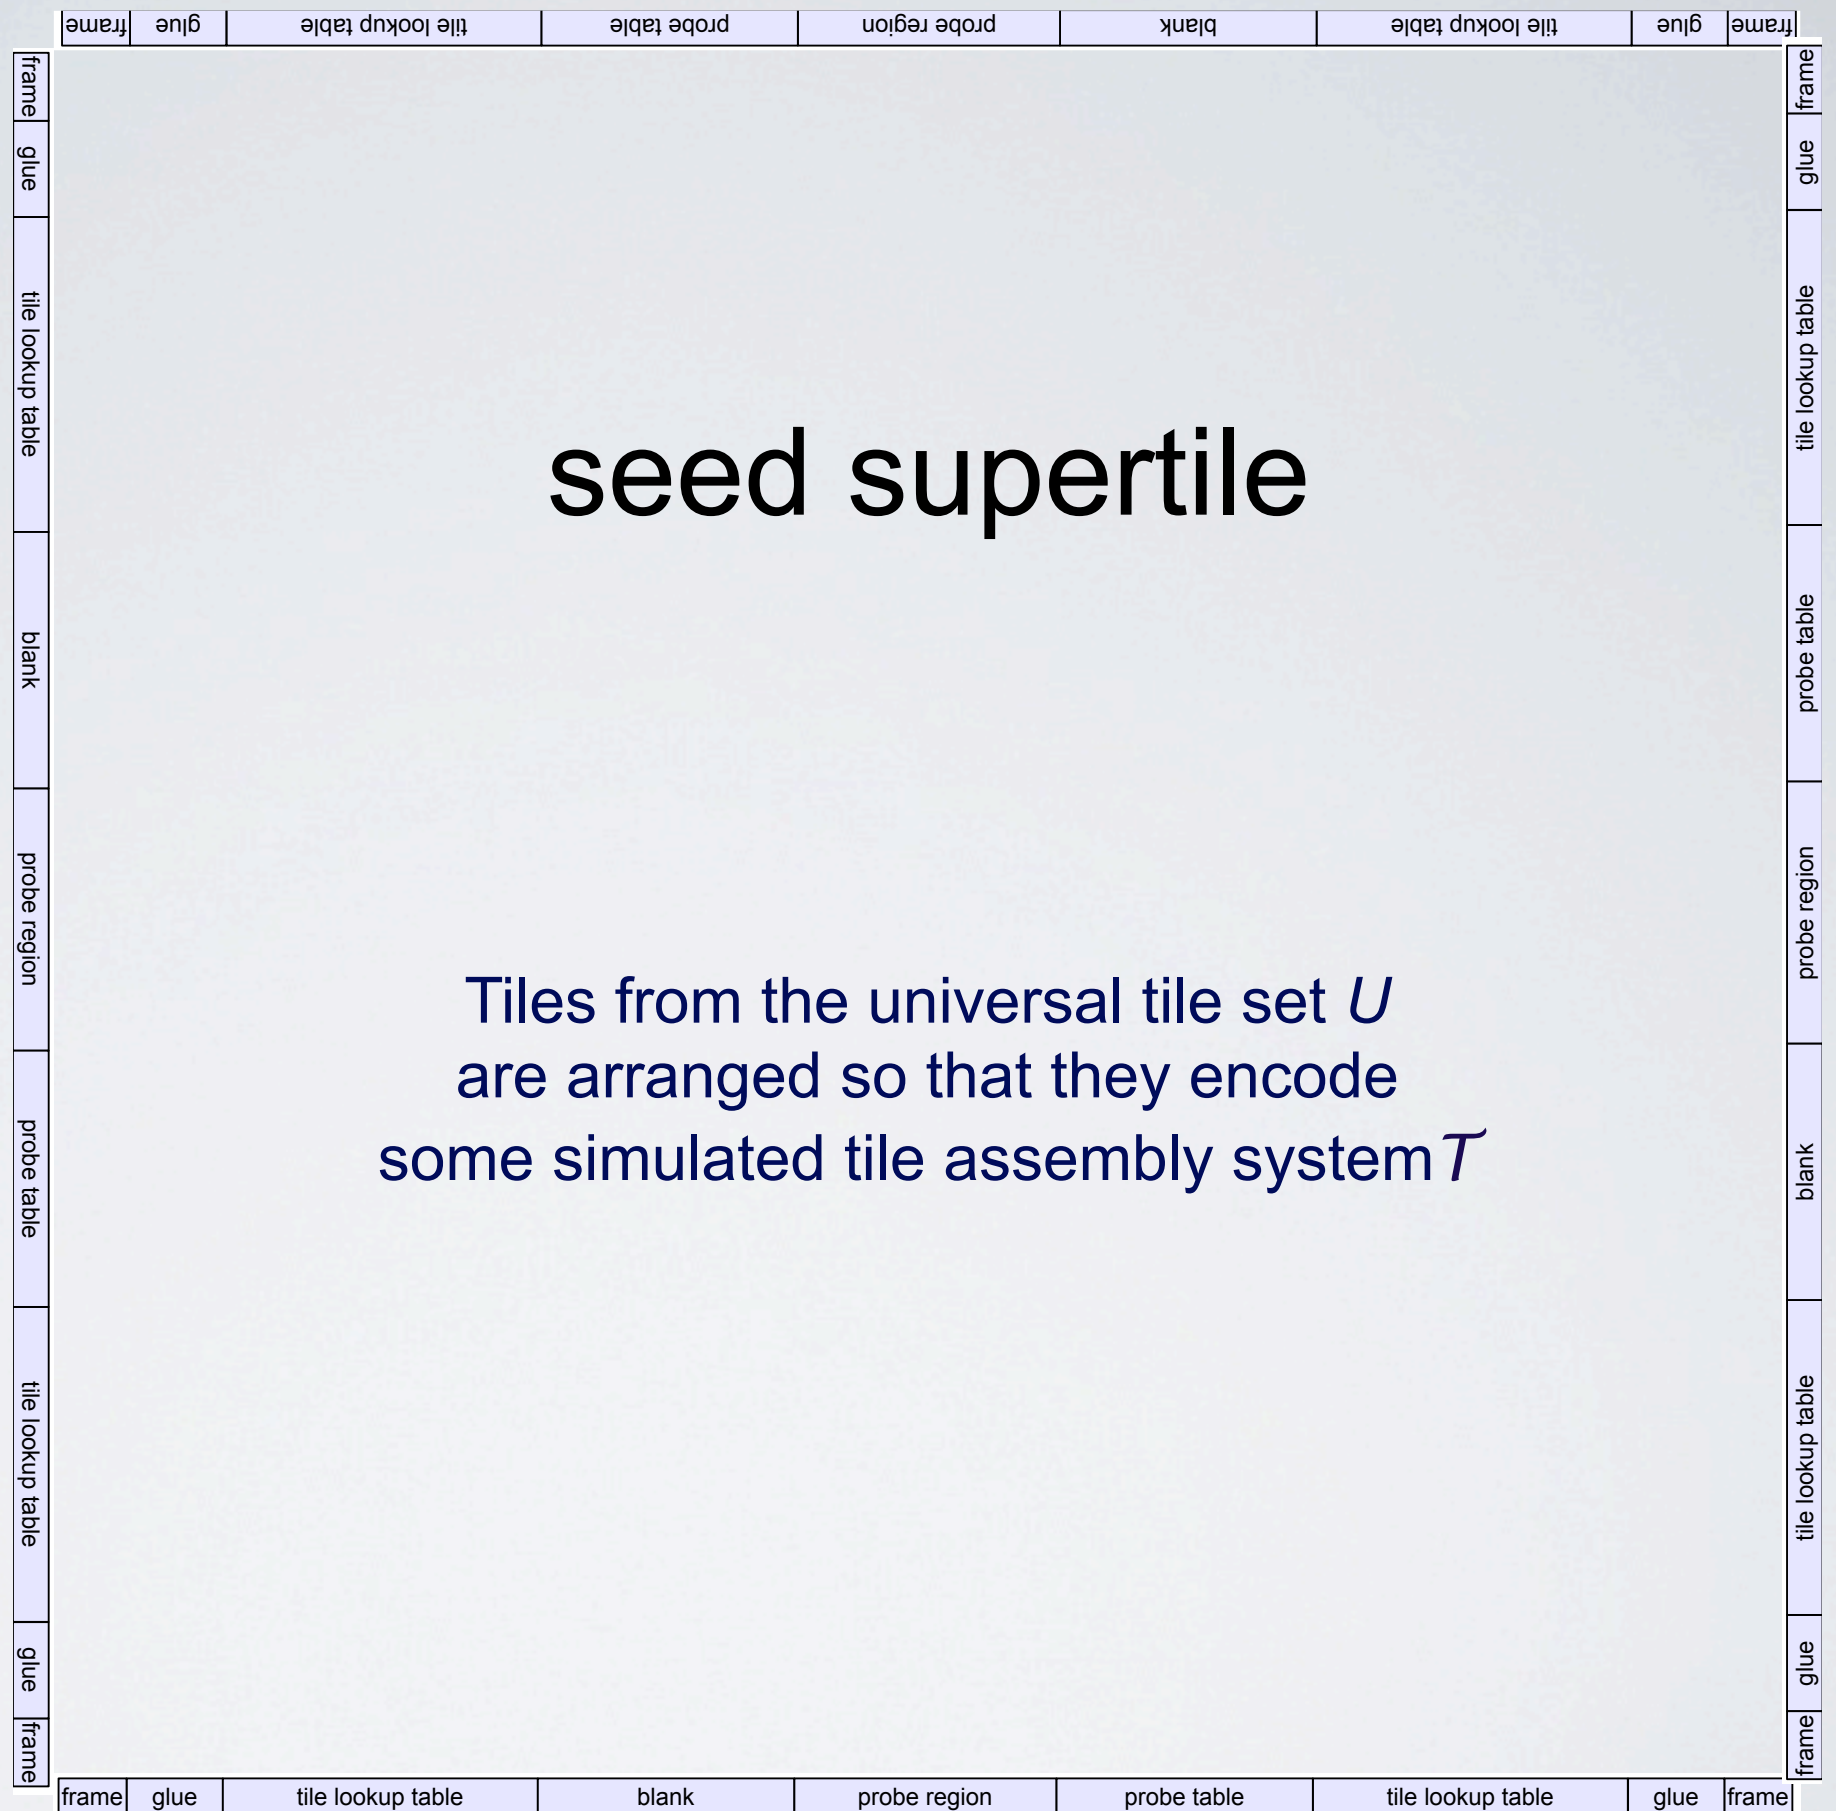 frame glue tile lookup table probe table probe region blank tile lookup table glue frame
frame glue tile lookup table blank probe region probe table tile lookup table glue frame
seed supertile
Tiles from the universal tile set U
are arranged so that they encode
some simulated tile assembly system T
frame glue tile lookup table probe table probe region blank tile lookup table glue frame
frame glue tile lookup table blank probe region probe table tile lookup table glue frame